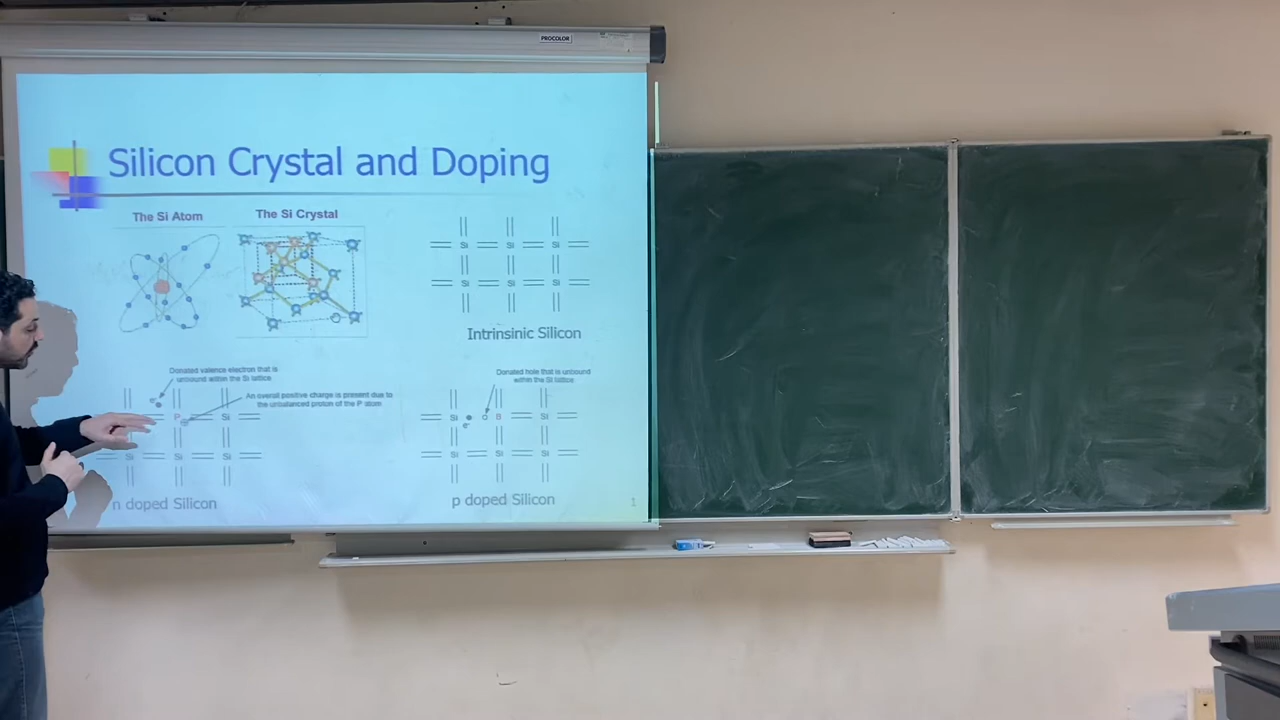 PROCOLOR
Silicon Crystal and Doping
The Si Atom
The Si Crystal
Si Si Si
Si Si Si
Intrinsic Silicon
Donated valence electron that is
unbound within the Si lattice
An overall positive charge is present due to
the unbalanced proton of the P atom
P Si
Si Si Si
n doped Silicon
Donated hole that is unbound
within the Si lattice
Si B Si
e-
Si Si Si
p doped Silicon
1